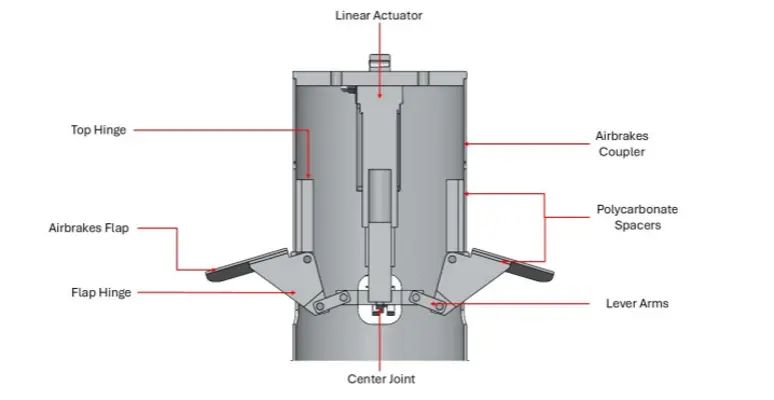 Linear Actuator
Top Hinge
Airbrakes
Coupler
Polycarbonate
Spacers
Airbrakes Flap
Flap Hinge
Lever Arms
Center Joint